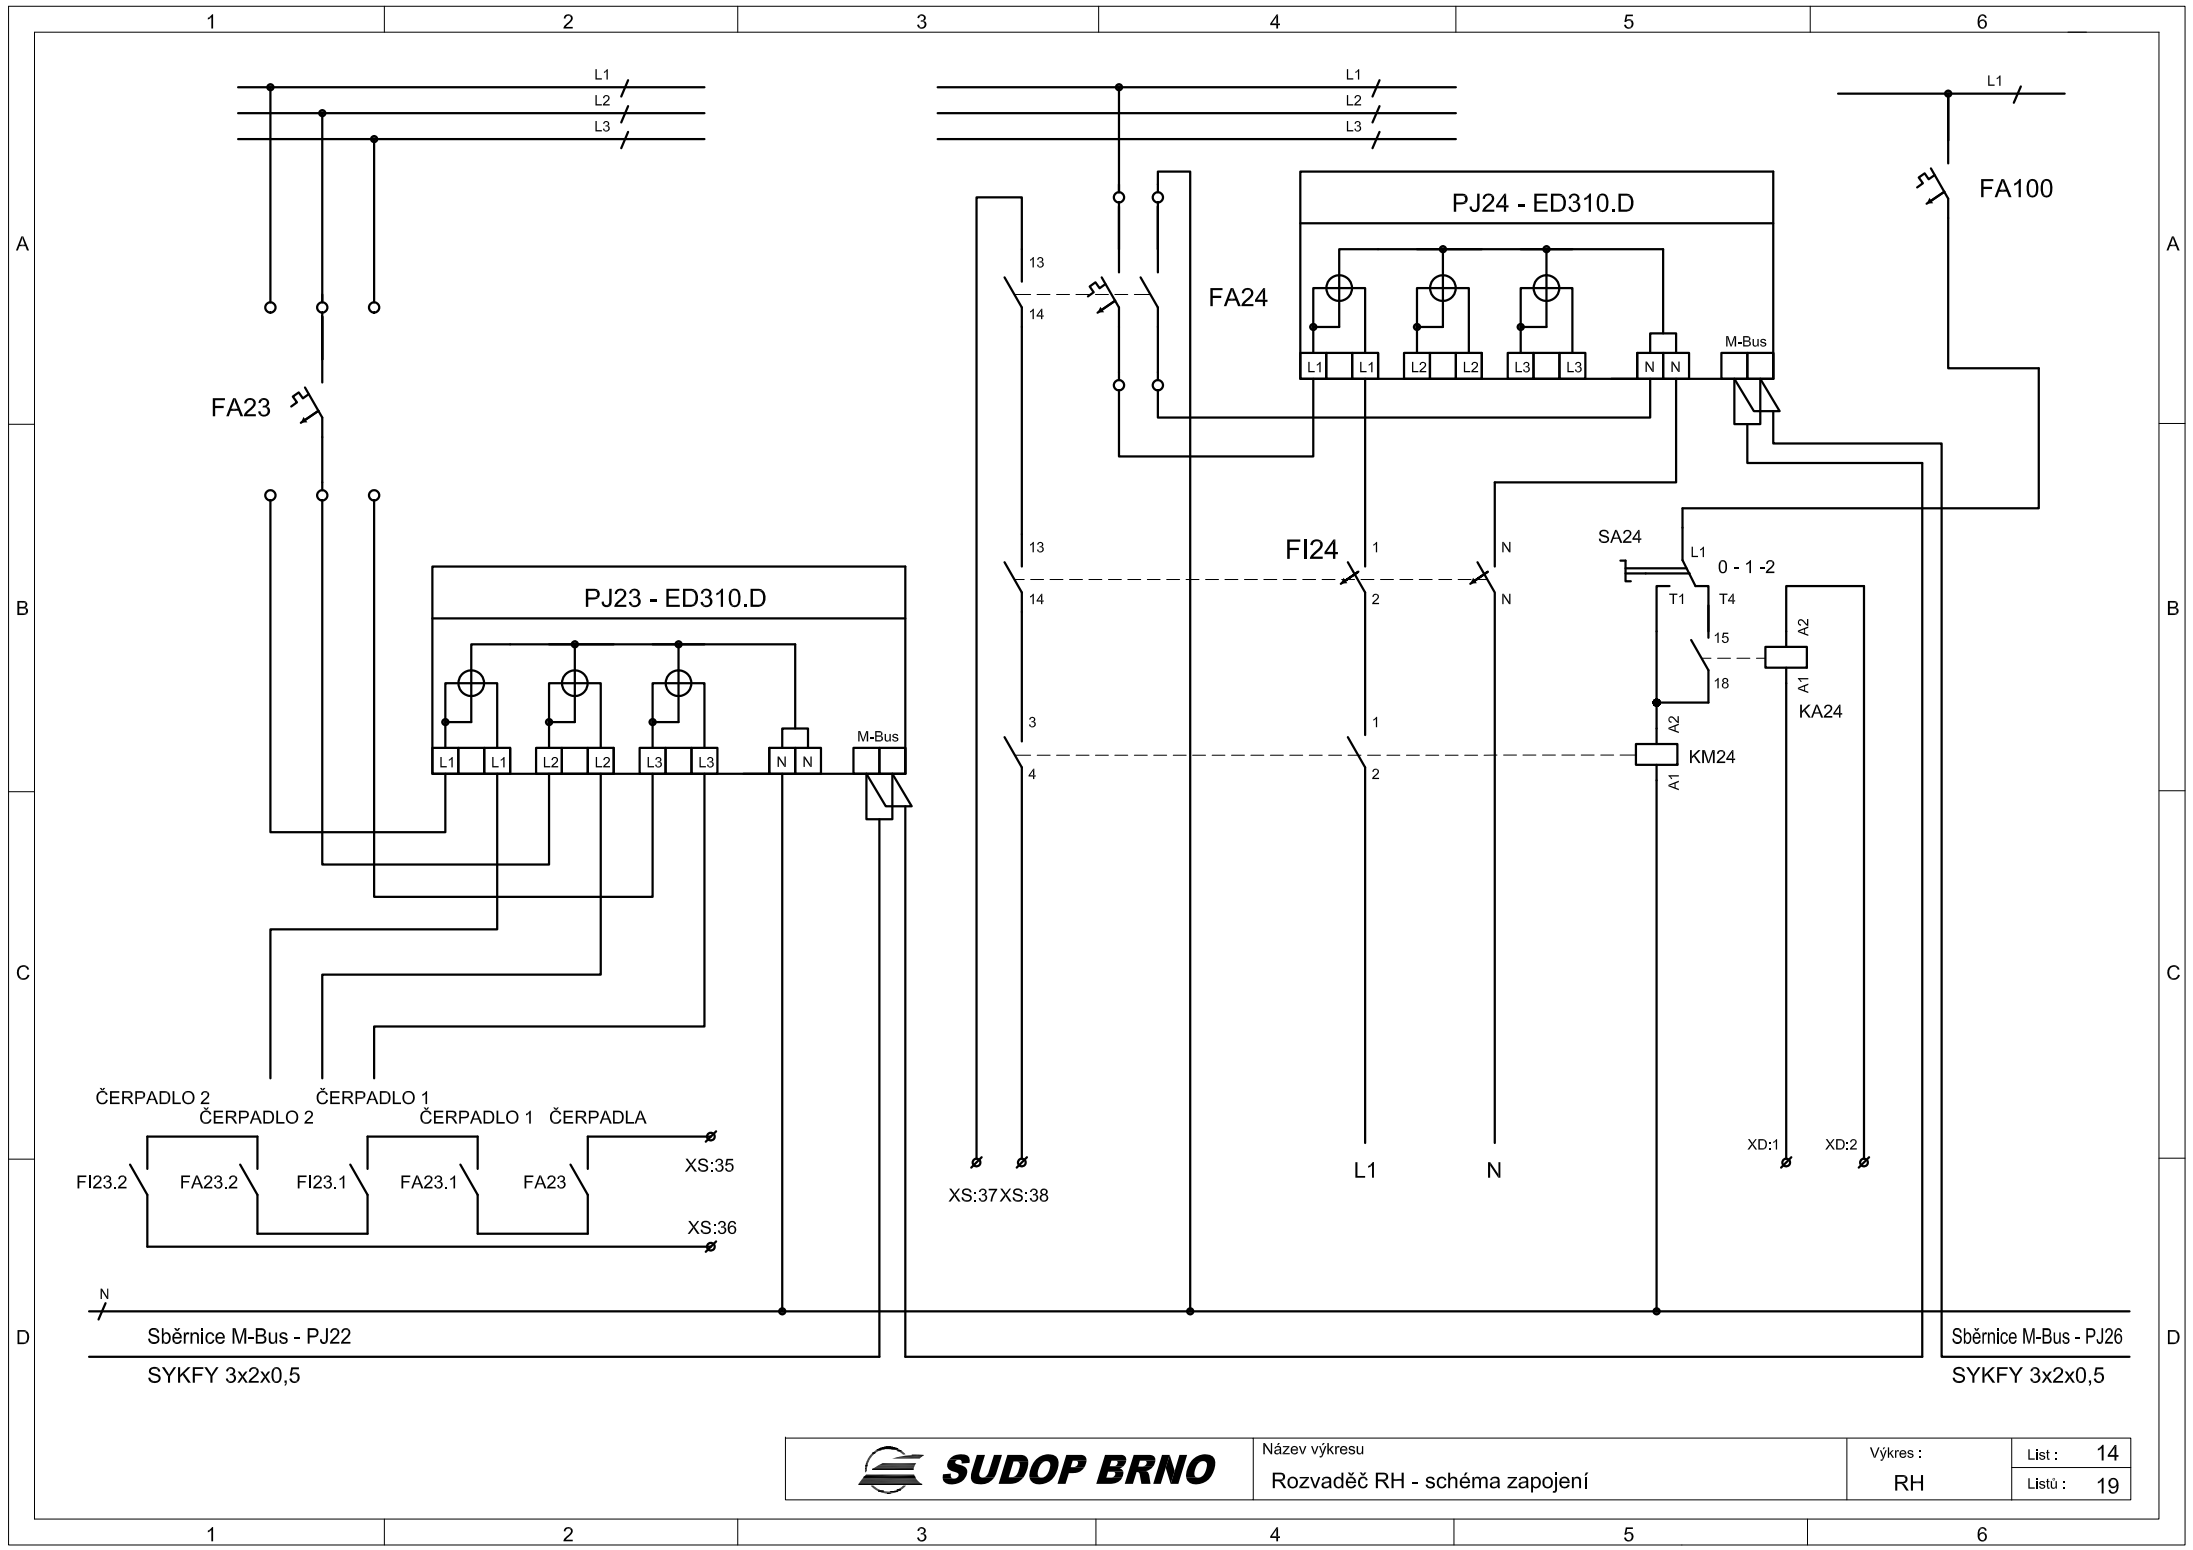 1 2 3 4 5 6
L1 L1 L1
L2 L2
L3 L3
FA100
PJ24 - ED310.D
A A
13
14
FA24
M-Bus
L1 L1 L2 L2 L3 L3 N N
FA23
SA24
L1
0 - 1 -2
T1 T4
FI24
13 1 N
14 2 N
B B
PJ23 - ED310.D
15
18
A2
A1
KA24
3 1
4 2
A2
A1
KM24
M-Bus
L1 L1 L2 L2 L3 L3 N N
C C
ČERPADLO 2 ČERPADLO 1
ČERPADLO 2 ČERPADLO 1 ČERPADLA
XS:35
FI23.2 FA23.2 FI23.1 FA23.1 FA23
XS:36
XS:37 XS:38
L1 N
XD:1 XD:2
N
D D
Sběrnice M-Bus - PJ22
SYKFY 3x2x0,5
Sběrnice M-Bus - PJ26
SYKFY 3x2x0,5
SUDOP BRNO
Název výkresu
Rozvaděč RH - schéma zapojení
Výkres :
RH
List : 14
Listů : 19
1 2 3 4 5 6